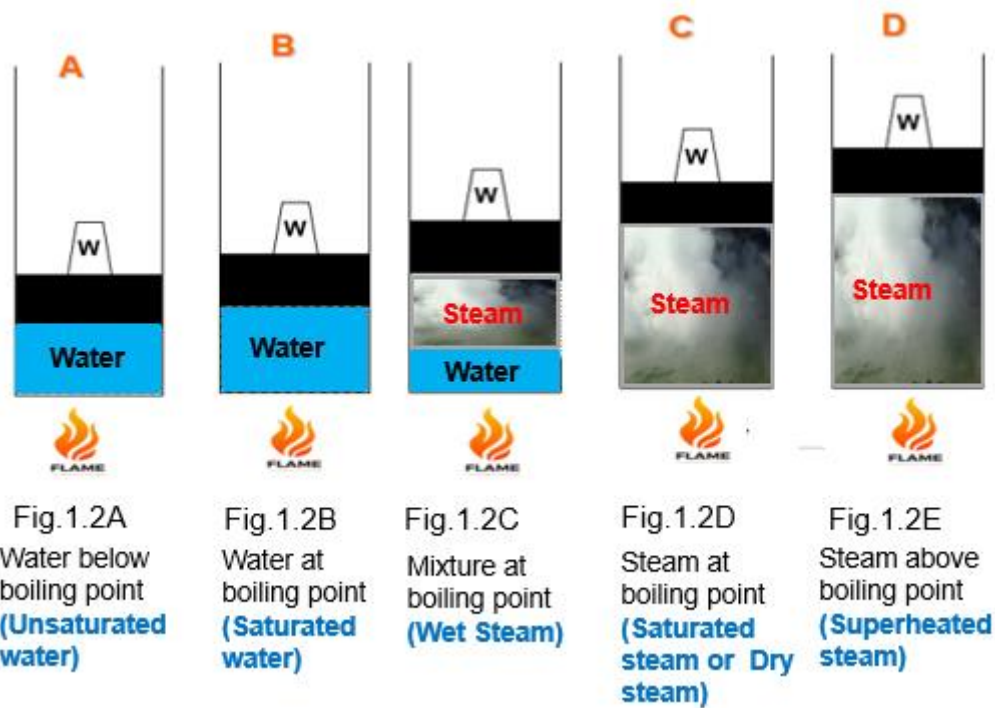 A
B
C
D
W
W
W
W
W
Water
Water
Steam
Water
Steam
Steam
FLAME
FLAME
FLAME
FLAME
FLAME
Fig.1.2A
Water below
boiling point
(Unsaturated
water)
Fig.1.2B
Water at
boiling point
(Saturated
water)
Fig.1.2C
Mixture at
boiling point
(Wet Steam)
Fig.1.2D
Steam at
boiling point
(Saturated
steam or Dry
steam)
Fig.1.2E
Steam above
boiling point
(Superheated
steam)